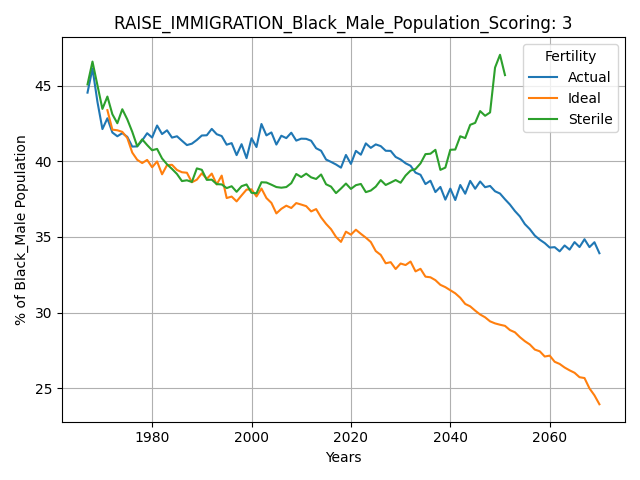 RAISE_IMMIGRATION_Black_Male_Population_Scoring: 3
Fertility
Actual
Ideal
Sterile
% of Black_Male Population
45
40
35
30
25
1980
2000
2020
2040
2060
Years